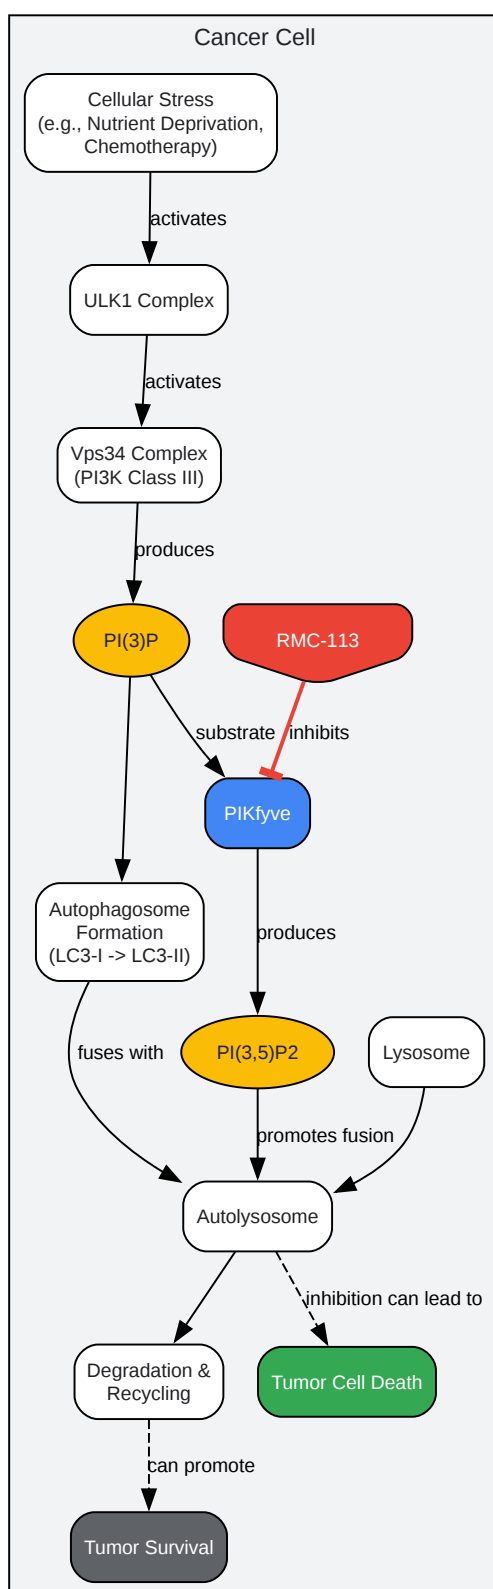 Cancer Cell
Cellular Stress
(e.g., Nutrient Deprivation,
Chemotherapy)
activates
ULK1 Complex
activates
Vps34 Complex
(PI3K Class III)
produces
PI(3)P
RMC-113
substrate
inhibits
PIKfyve
Autophagosome
Formation
(LC3-I -> LC3-II)
produces
fuses with
PI(3,5)P2
Lysosome
promotes fusion
Autolysosome
inhibition can lead to
Degradation &
Recycling
Tumor Cell Death
can promote
Tumor Survival